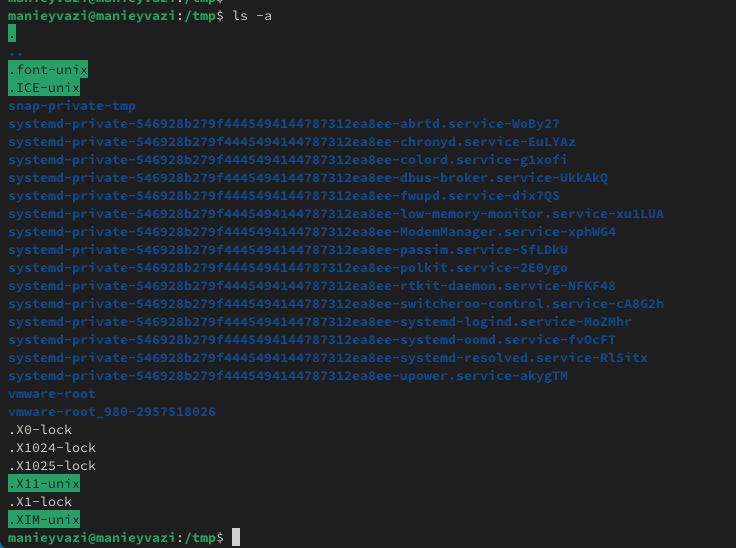 manieyvazi@manieyvazi:/tmp$
manieyvazi@manieyvazi:/tmp$ ls -a
.
..
.font-unix
.ICE-unix
snap-private-tmp
systemd-private-546928b279f4445494144787312ea8ee-abrtd.service-WoBy27
systemd-private-546928b279f4445494144787312ea8ee-chronyd.service-EuLYAz
systemd-private-546928b279f4445494144787312ea8ee-colord.service-g1xofi
systemd-private-546928b279f4445494144787312ea8ee-dbus-broker.service-UkkAkQ
systemd-private-546928b279f4445494144787312ea8ee-fwupd.service-dix7QS
systemd-private-546928b279f4445494144787312ea8ee-low-memory-monitor.service-xu1LUA
systemd-private-546928b279f4445494144787312ea8ee-ModemManager.service-xphWG4
systemd-private-546928b279f4445494144787312ea8ee-passim.service-SfLDkU
systemd-private-546928b279f4445494144787312ea8ee-polkit.service-2E0ygo
systemd-private-546928b279f4445494144787312ea8ee-rtkit-daemon.service-NFKF48
systemd-private-546928b279f4445494144787312ea8ee-switcheroo-control.service-cA8G2h
systemd-private-546928b279f4445494144787312ea8ee-systemd-logind.service-MoZMhr
systemd-private-546928b279f4445494144787312ea8ee-systemd-oomd.service-fvOcFT
systemd-private-546928b279f4445494144787312ea8ee-systemd-resolved.service-Rl5itx
systemd-private-546928b279f4445494144787312ea8ee-upower.service-akygTM
vmware-root
vmware-root_980-2957518026
.X0-lock
.X1024-lock
.X1025-lock
.X11-unix
.X1-lock
.XIM-unix
manieyvazi@manieyvazi:/tmp$